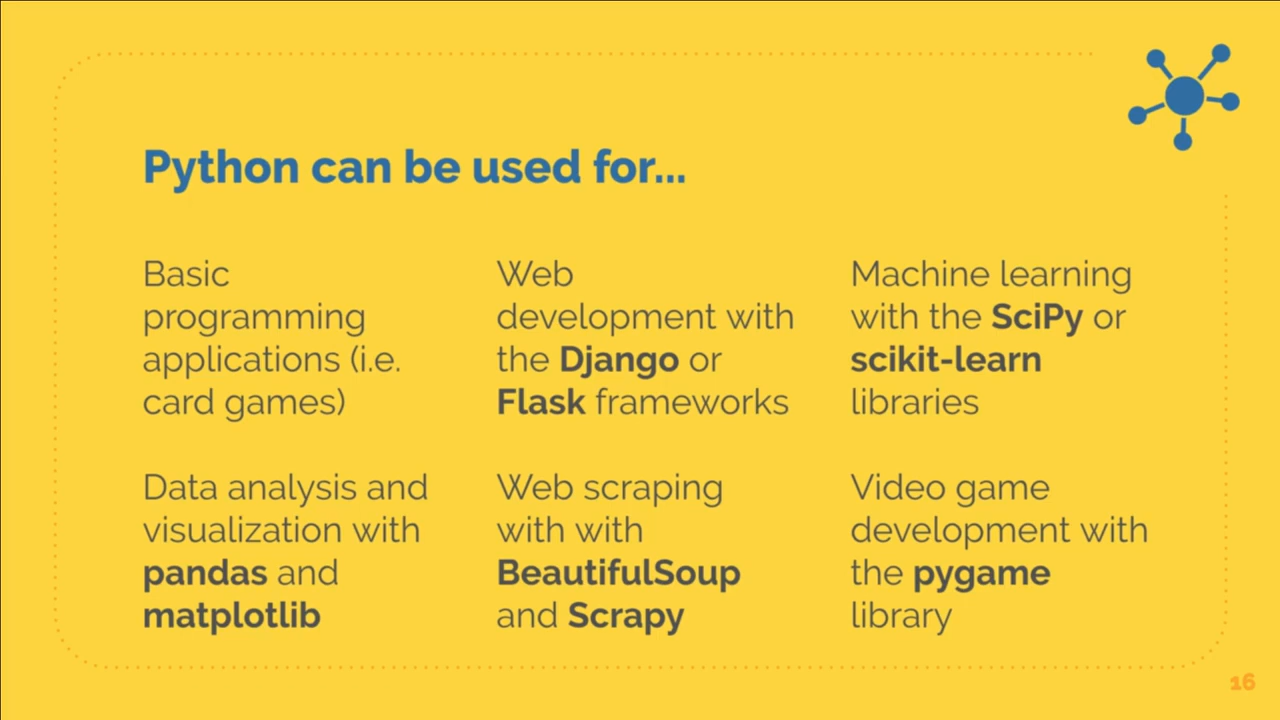 Python can be used for...
Basic
programming
applications (i.e.
card games)
Web
development with
the Django or
Flask frameworks
Machine learning
with the SciPy or
scikit-learn
libraries
Data analysis and
visualization with
pandas and
matplotlib
Web scraping
with with
BeautifulSoup
and Scrapy
Video game
development with
the pygame
library
16